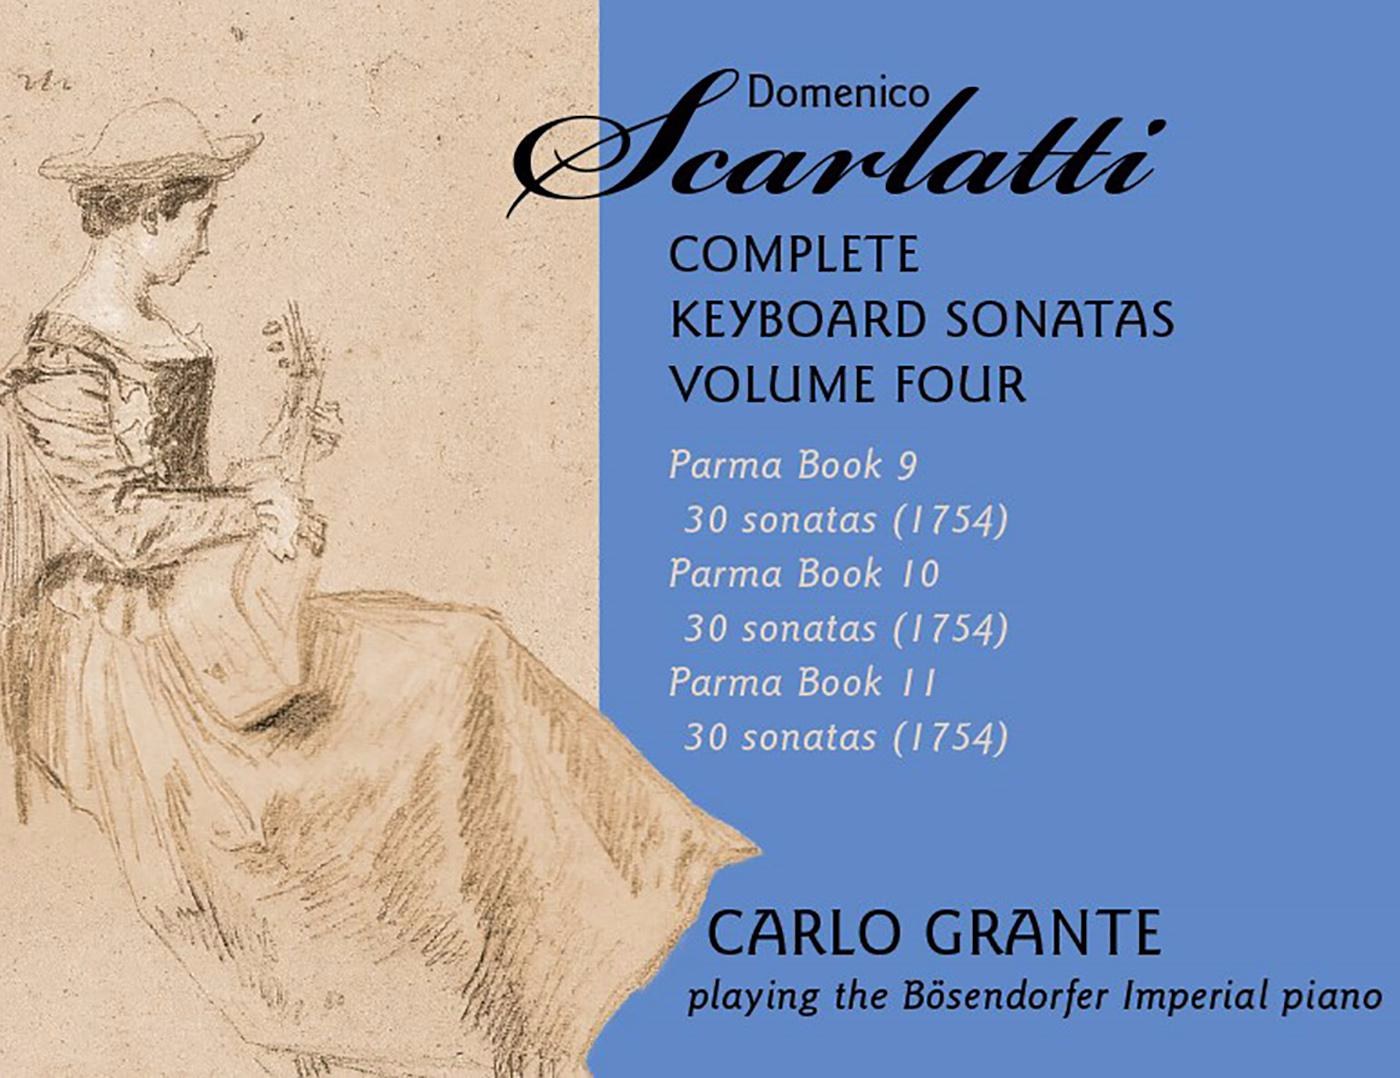 Domenico
Scarlatti
COMPLETE
KEYBOARD SONATAS
VOLUME FOUR
Parma Book 9
30 sonatas (1754)
Parma Book 10
30 sonatas (1754)
Parma Book 11
30 sonatas (1754)
CARLO GRANTE
playing the Bösendorfer Imperial piano